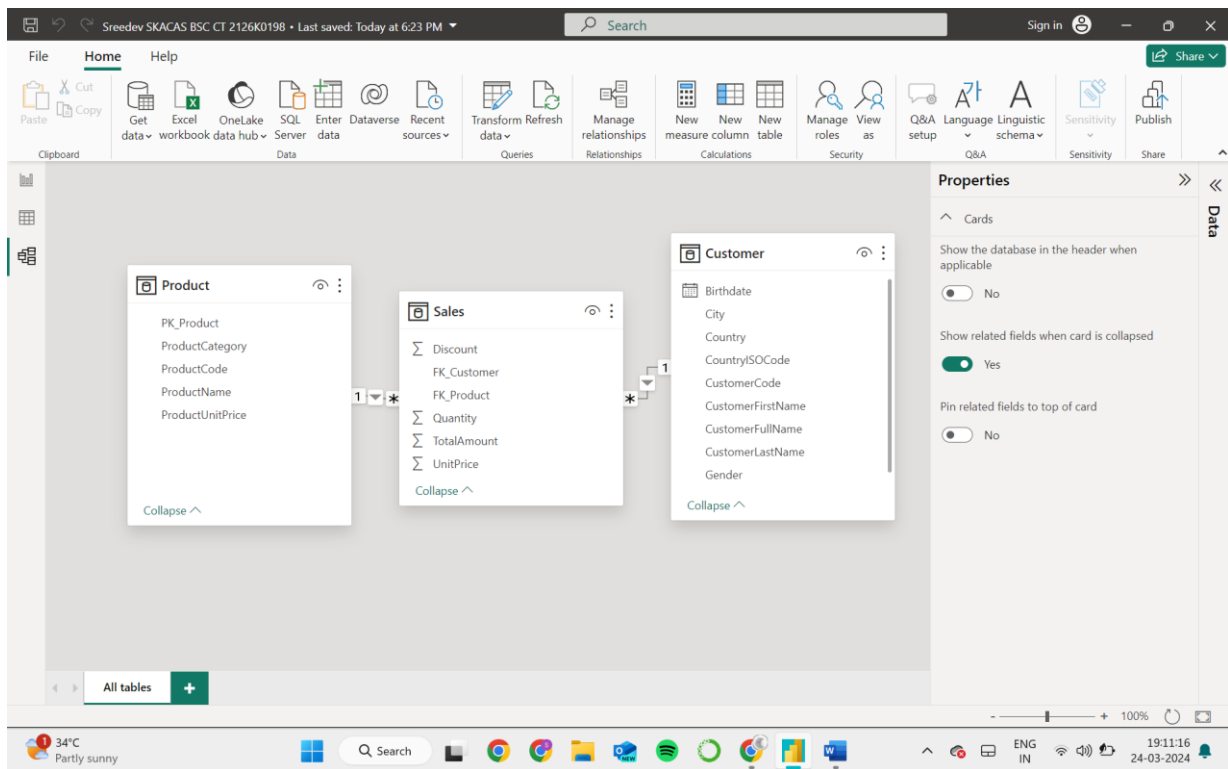 Sreedev SKACAS BSC CT 2126K0198 • Last saved: Today at 6:23 PM
Search
Sign in
File Home Help
Share
Paste
Cut
Copy
Get data
Excel workbook
OneLake data hub
SQL Server
Enter data
Dataverse
Recent sources
Transform data
Refresh
Manage relationships
New measure
New column
New table
Manage roles
View as
Q&A setup
Language
Linguistic schema
Sensitivity
Publish
Clipboard
Data
Queries
Relationships
Calculations
Security
Q&A
Sensitivity
Share
Product
PK_Product
ProductCategory
ProductCode
ProductName
ProductUnitPrice
Collapse
1 *
Sales
Σ Discount
FK_Customer
FK_Product
Σ Quantity
Σ TotalAmount
Σ UnitPrice
Collapse
* 1
Customer
Birthdate
City
Country
CountryISOCode
CustomerCode
CustomerFirstName
CustomerFullName
CustomerLastName
Gender
Collapse
Properties
Cards
Show the database in the header when
applicable
No
Show related fields when card is collapsed
Yes
Pin related fields to top of card
No
Data
All tables +
- + 100%
1
34°C
Partly sunny
Search
NEW
W
ENG
IN
19:11:16
24-03-2024